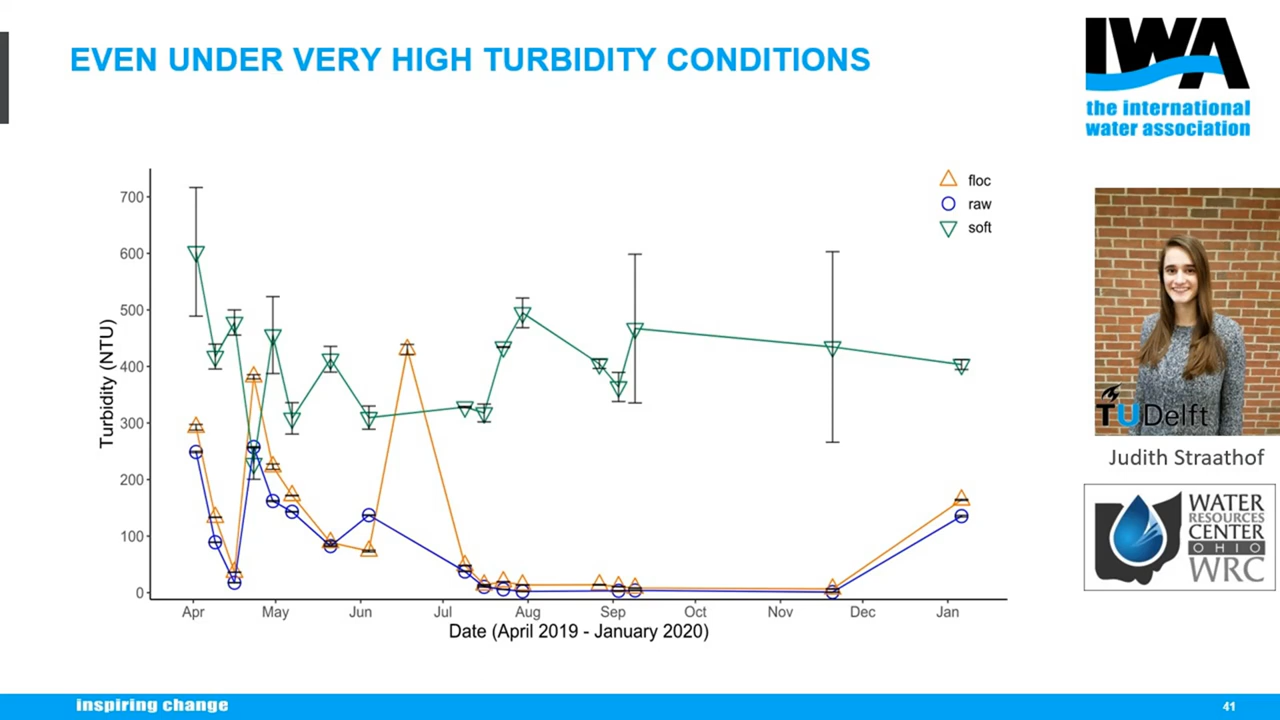 EVEN UNDER VERY HIGH TURBIDITY CONDITIONS
IWA
the international
water association
floc
raw
soft
700
600
500
400
300
200
100
0
Turbidity (NTU)
Apr May Jun Jul Aug Sep Oct Nov Dec Jan
Date (April 2019 - January 2020)
TUDelft
Judith Straathof
WATER
RESOURCES
CENTER
OHIO
WRC
inspiring change
41